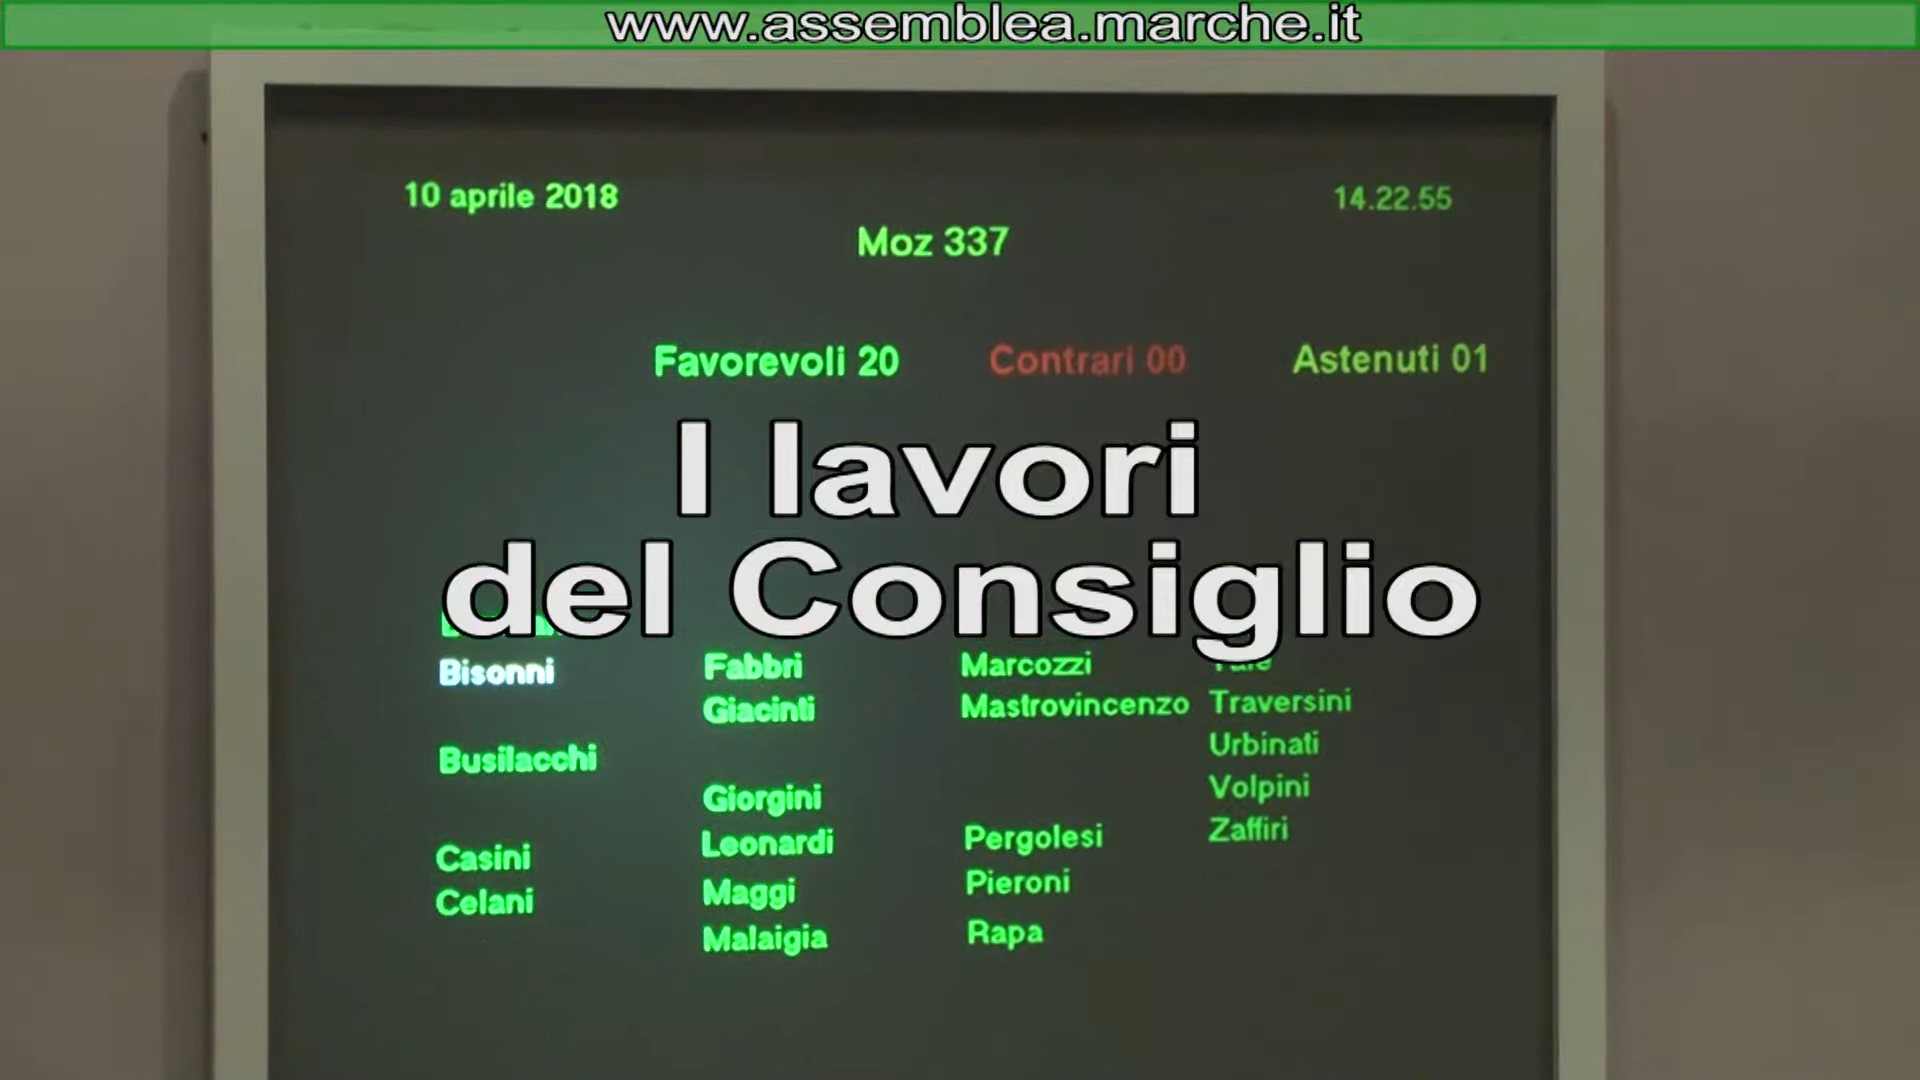 www.assemblea.marche.it
10 aprile 2018 14.22.55
Moz 337
Favorevoli 20 Contrari 00 Astenuti 01
I lavori
del Consiglio
Bisonni Fabbri Marcozzi
Giacinti Mastrovincenzo Traversini
Urbinati
Busilacchi
Volpini
Giorgini
Zaffiri
Leonardi Pergolesi
Casini
Maggi Pieroni
Celani
Malaigia Rapa